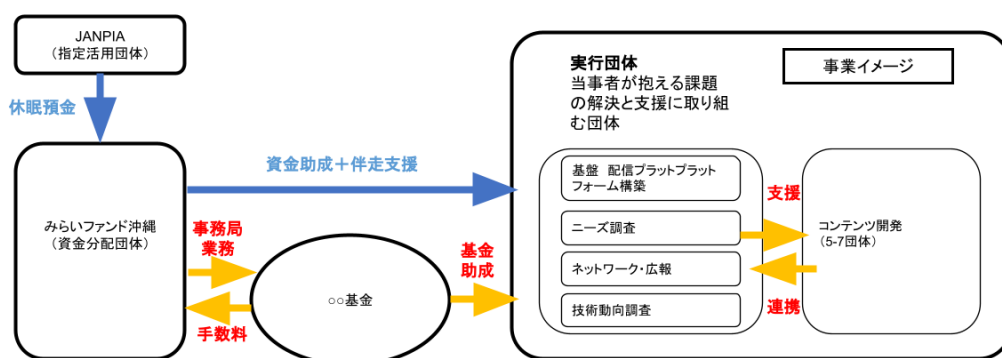 JANPIA
（指定活用団体）
休眠預金
みらいファンド沖縄
（資金分配団体）
資金助成＋伴走支援
事務局
業務
手数料
○○基金
基金
助成
実行団体
当事者が抱える課題
の解決と支援に取り組
む団体
事業イメージ
基盤　配信プラットプラット
フォーム構築
ニーズ調査
ネットワーク・広報
技術動向調査
支援
連携
コンテンツ開発
(5-7団体）